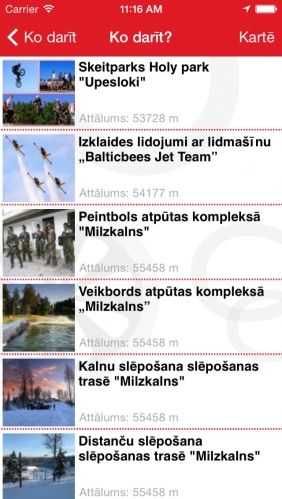 Carrier 11:16 AM
Ko darīt Ko darīt? Kartē
Skeitparks Holy park
"Upesloki"
Attālums: 53728 m
Izklaides lidojumi ar lidmašīnu
„Balticbees Jet Team”
Attālums: 54177 m
Peintbols atpūtas kompleksā
"Milzkalns"
Attālums: 55458 m
Veikbords atpūtas kompleksā
„Milzkalns”
Attālums: 55458 m
Kalnu slēpošana slēpošanas
trasē "Milzkalns"
Attālums: 55458 m
Distanču slēpošana
slēpošanas trasē "Milzkalns"
Attālums: 55458 m